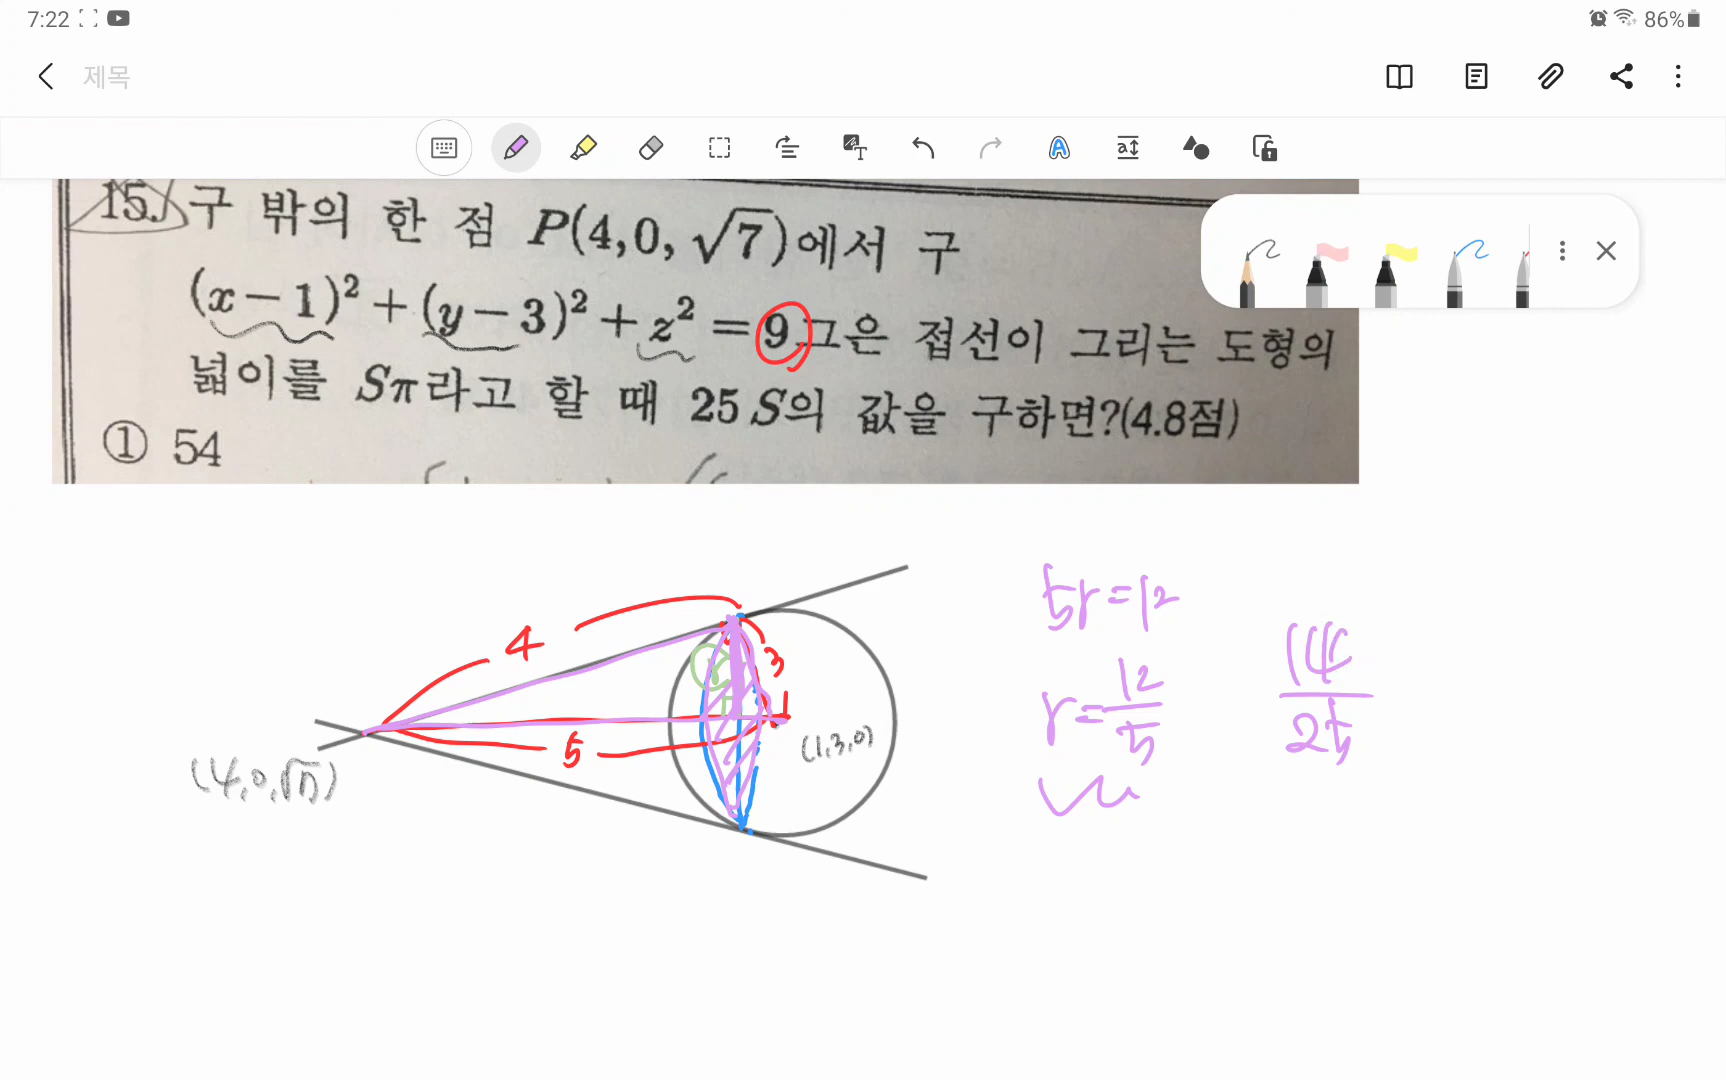 7:22
86%
제목
15. 구 밖의 한 점 P(4,0,√7)에서 구
(x-1)²+(y-3)²+z²=9 그은 접선이 그리는 도형의
넓이를 Sπ라고 할 때 25S의 값을 구하면?(4.8점)
① 54
4
3
5
(4,0,√7)
(1,3,0)
r
5r=12
r=12/5
144/25